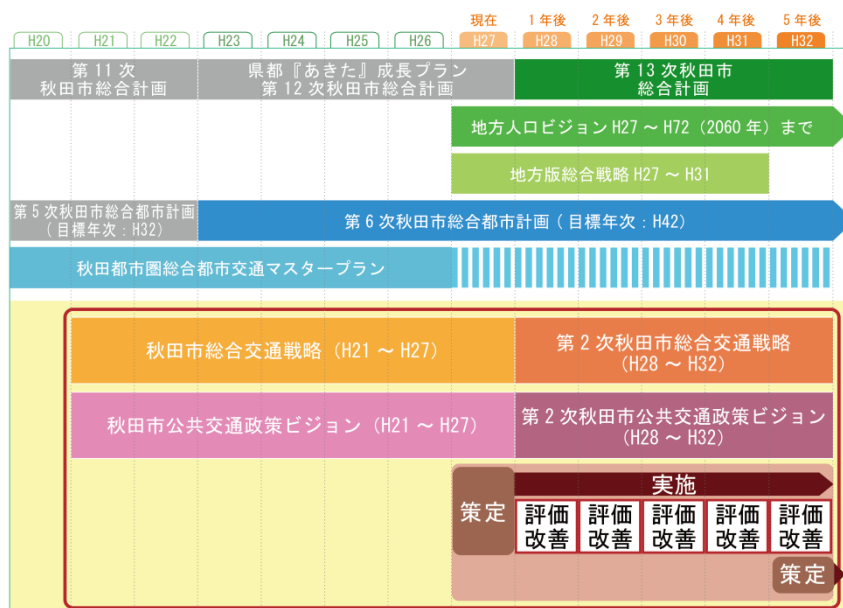 現在 1年後 2年後 3年後 4年後 5年後
H20 H21 H22 H23 H24 H25 H26 H27 H28 H29 H30 H31 H32
第11次
秋田市総合計画
県都『あきた』成長プラン
第12次秋田市総合計画
第13次秋田市
総合計画
地方人口ビジョン H27 ～ H72（2060年）まで
地方版総合戦略 H27 ～ H31
第5次秋田市総合都市計画
(目標年次：H32)
第6次秋田市総合都市計画 (目標年次：H42)
秋田都市圏総合都市交通マスタープラン
秋田市総合交通戦略（H21 ～ H27）
第2次秋田市総合交通戦略
(H28 ～ H32)
秋田市公共交通政策ビジョン（H21 ～ H27）
第2次秋田市公共交通政策ビジョン
(H28 ～ H32)
策定
実施
評価 評価 評価 評価 評価
改善 改善 改善 改善 改善
策定